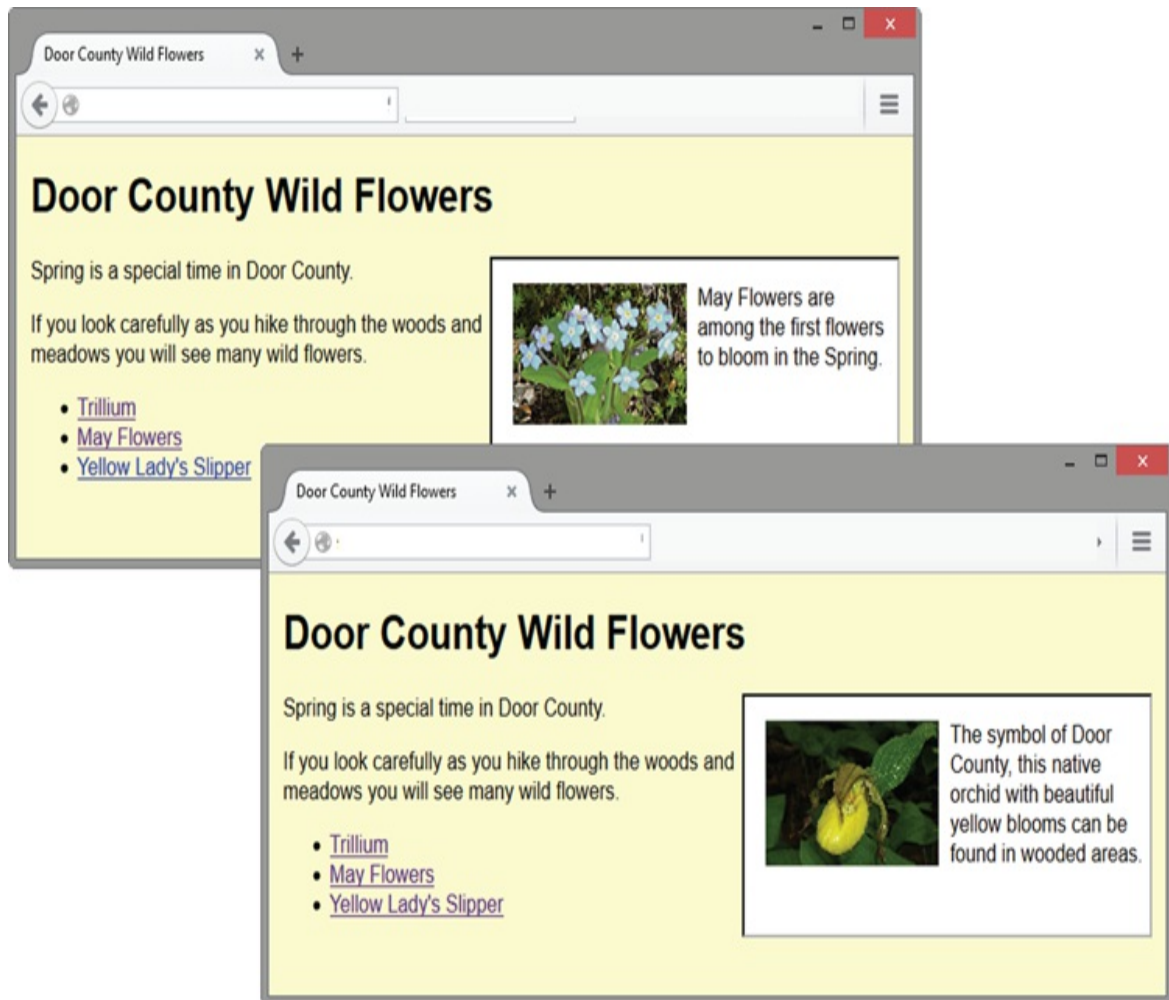 Door County Wild Flowers
Door County Wild Flowers
Spring is a special time in Door County.
If you look carefully as you hike through the woods and
meadows you will see many wild flowers.
Trillium
May Flowers
Yellow Lady's Slipper
May Flowers are
among the first flowers
to bloom in the Spring.
Door County Wild Flowers
Door County Wild Flowers
Spring is a special time in Door County.
If you look carefully as you hike through the woods and
meadows you will see many wild flowers.
Trillium
May Flowers
Yellow Lady's Slipper
The symbol of Door
County, this native
orchid with beautiful
yellow blooms can be
found in wooded areas.